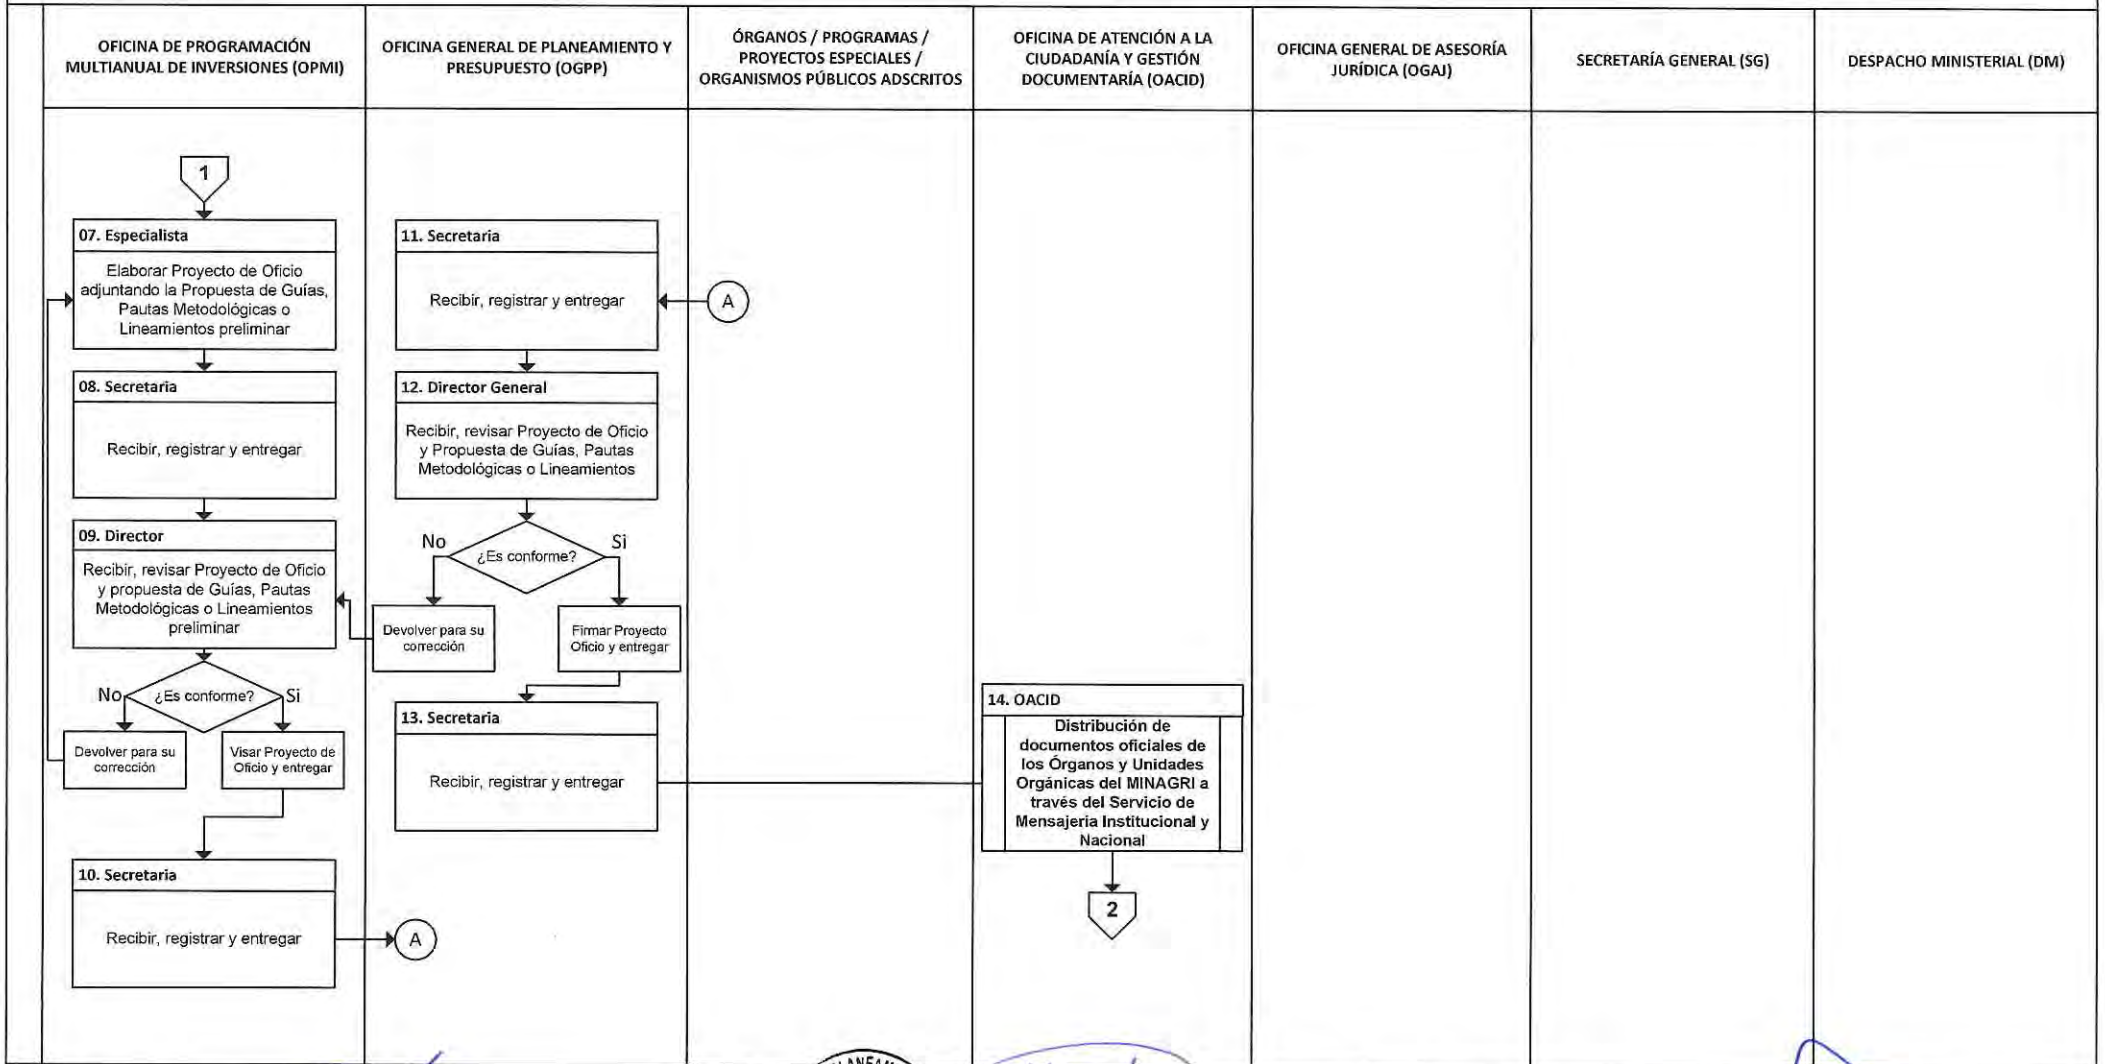 OFICINA DE PROGRAMACIÓN
MULTIANUAL DE INVERSIONES (OPMI)
OFICINA GENERAL DE PLANEAMIENTO Y
PRESUPUESTO (OGPP)
ÓRGANOS / PROGRAMAS /
PROYECTOS ESPECIALES /
ORGANISMOS PÚBLICOS ADSCRITOS
OFICINA DE ATENCIÓN A LA
CIUDADANÍA Y GESTIÓN
DOCUMENTARÍA (OACID)
OFICINA GENERAL DE ASESORÍA
JURÍDICA (OGAJ)
SECRETARÍA GENERAL (SG)
DESPACHO MINISTERIAL (DM)
1
07. Especialista
Elaborar Proyecto de Oficio
adjuntando la Propuesta de Guías,
Pautas Metodológicas o
Lineamientos preliminar
08. Secretaria
Recibir, registrar y entregar
09. Director
Recibir, revisar Proyecto de Oficio
y propuesta de Guías, Pautas
Metodológicas o Lineamientos
preliminar
No
¿Es conforme?
Si
Devolver para su
corrección
Visar Proyecto de
Oficio y entregar
10. Secretaria
Recibir, registrar y entregar
A
11. Secretaria
Recibir, registrar y entregar
A
12. Director General
Recibir, revisar Proyecto de Oficio
y Propuesta de Guías, Pautas
Metodológicas o Lineamientos
No
¿Es conforme?
Si
Devolver para su
corrección
Firmar Proyecto
Oficio y entregar
13. Secretaria
Recibir, registrar y entregar
14. OACID
Distribución de
documentos oficiales de
los Órganos y Unidades
Orgánicas del MINAGRI a
través del Servicio de
Mensajeria Institucional y
Nacional
2